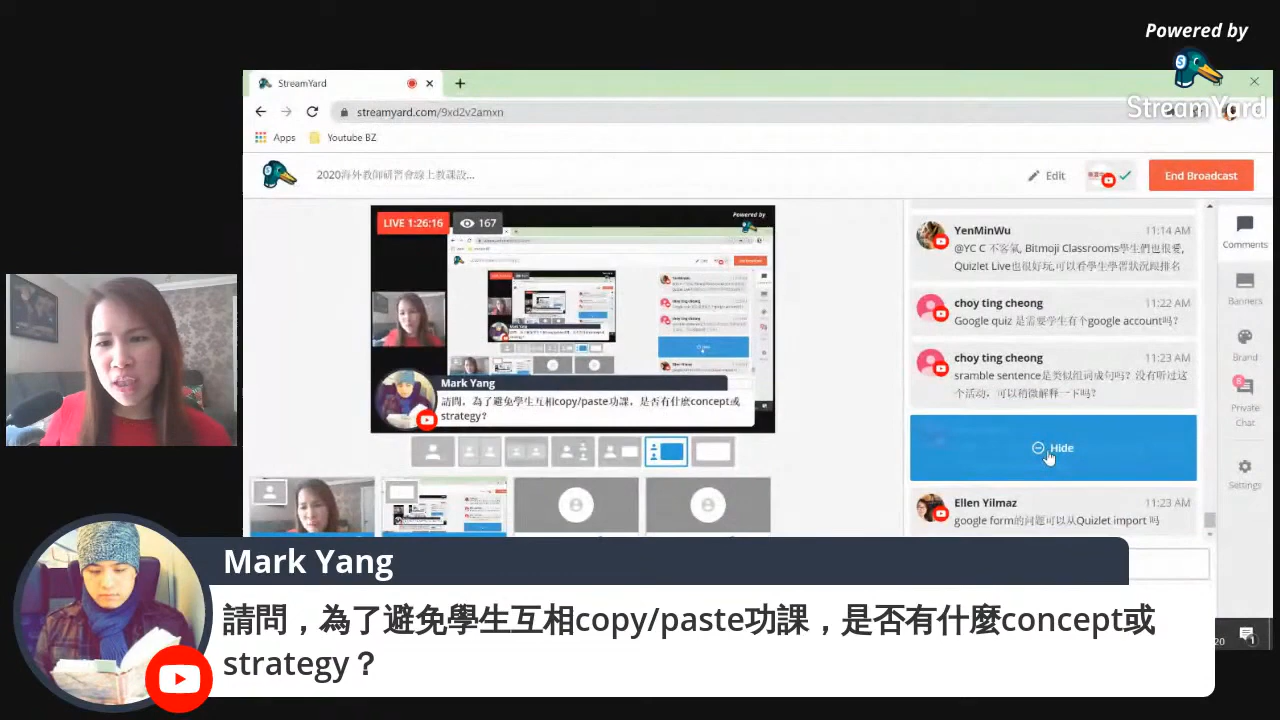 Powered by
StreamYard
StreamYard
streamyard.com/9xd2v2amxn
Apps
Youtube BZ
2020海外教師研習會線上教課設...
Edit
End Broadcast
LIVE 1:26:16
167
Powered by
Mark Yang
請問，為了避免學生互相copy/paste功課，是否有什麼concept或
strategy？
YenMinWu
11:14 AM
@YC C 不客氣, Bitmoji Classrooms學生們也很愛,
Quizlet Live也很好玩,可以看學生學習狀況跟排名
choy ting cheong
11:22 AM
Google quiz 是需要学生有个google account吗?
choy ting cheong
11:23 AM
sramble sentence是类似组词成句吗？没有听过这
个活动，可以稍微解释一下吗？
Hide
Ellen Yilmaz
11:23 AM
google form的问题可以从Quizlet import 吗
Comments
Banners
Brand
8
Private
Chat
Settings
Mark Yang
請問，為了避免學生互相copy/paste功課，是否有什麼concept或
strategy？